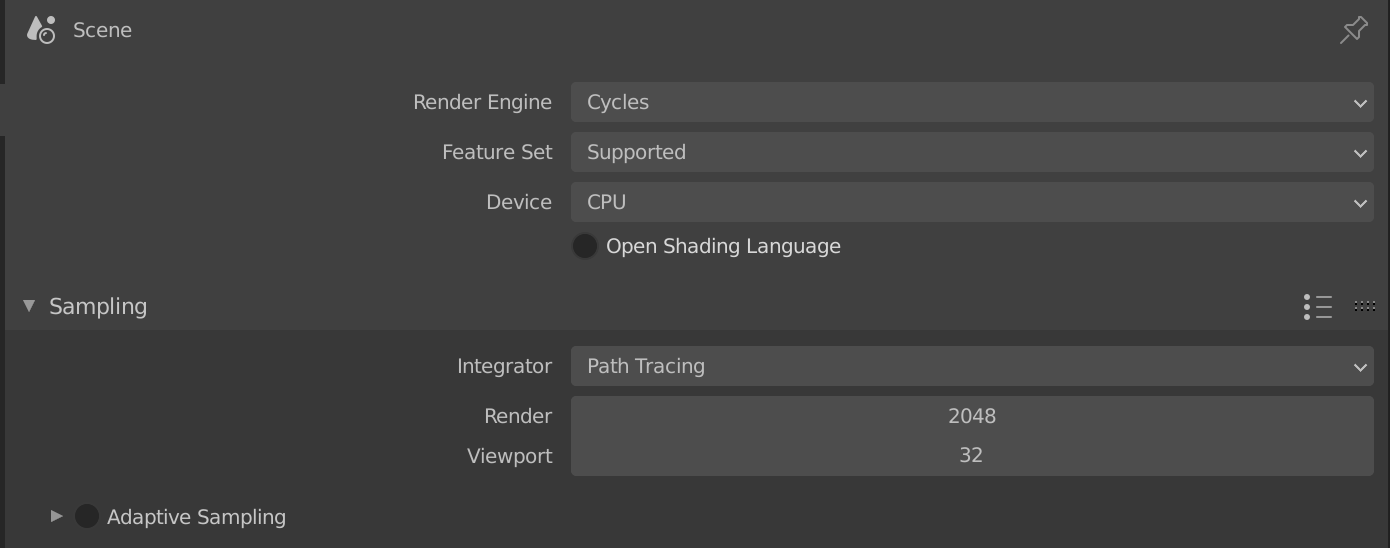 Scene
Render Engine Cycles
Feature Set Supported
Device CPU
Open Shading Language
Sampling
Integrator Path Tracing
Render 2048
Viewport 32
Adaptive Sampling